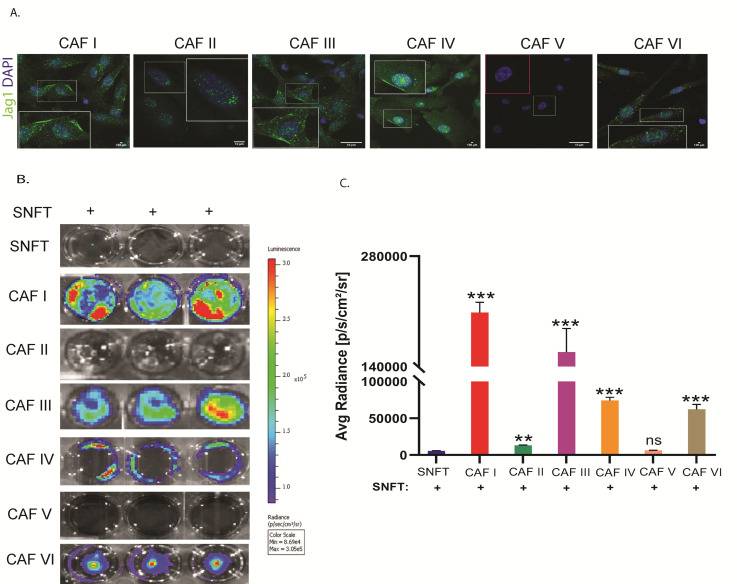 A.
CAF I CAF II CAF III CAF IV CAF V CAF VI
Jag1 DAPI
B.
SNFT + + +
SNFT
CAF I
CAF II
CAF III
CAF IV
CAF V
CAF VI
Luminescence
3.0
2.5
2.0
x10⁵
1.5
1.0
Radiance
(p/sec/cm²/sr)
Color Scale
Min = 8.69e4
Max = 3.05e5
C.
Avg Radiance [p/s/cm²/sr]
280000
140000
100000
50000
0
*** ** *** *** ns ***
SNFT CAF I CAF II CAF III CAF IV CAF V CAF VI
SNFT: + + + + + + +